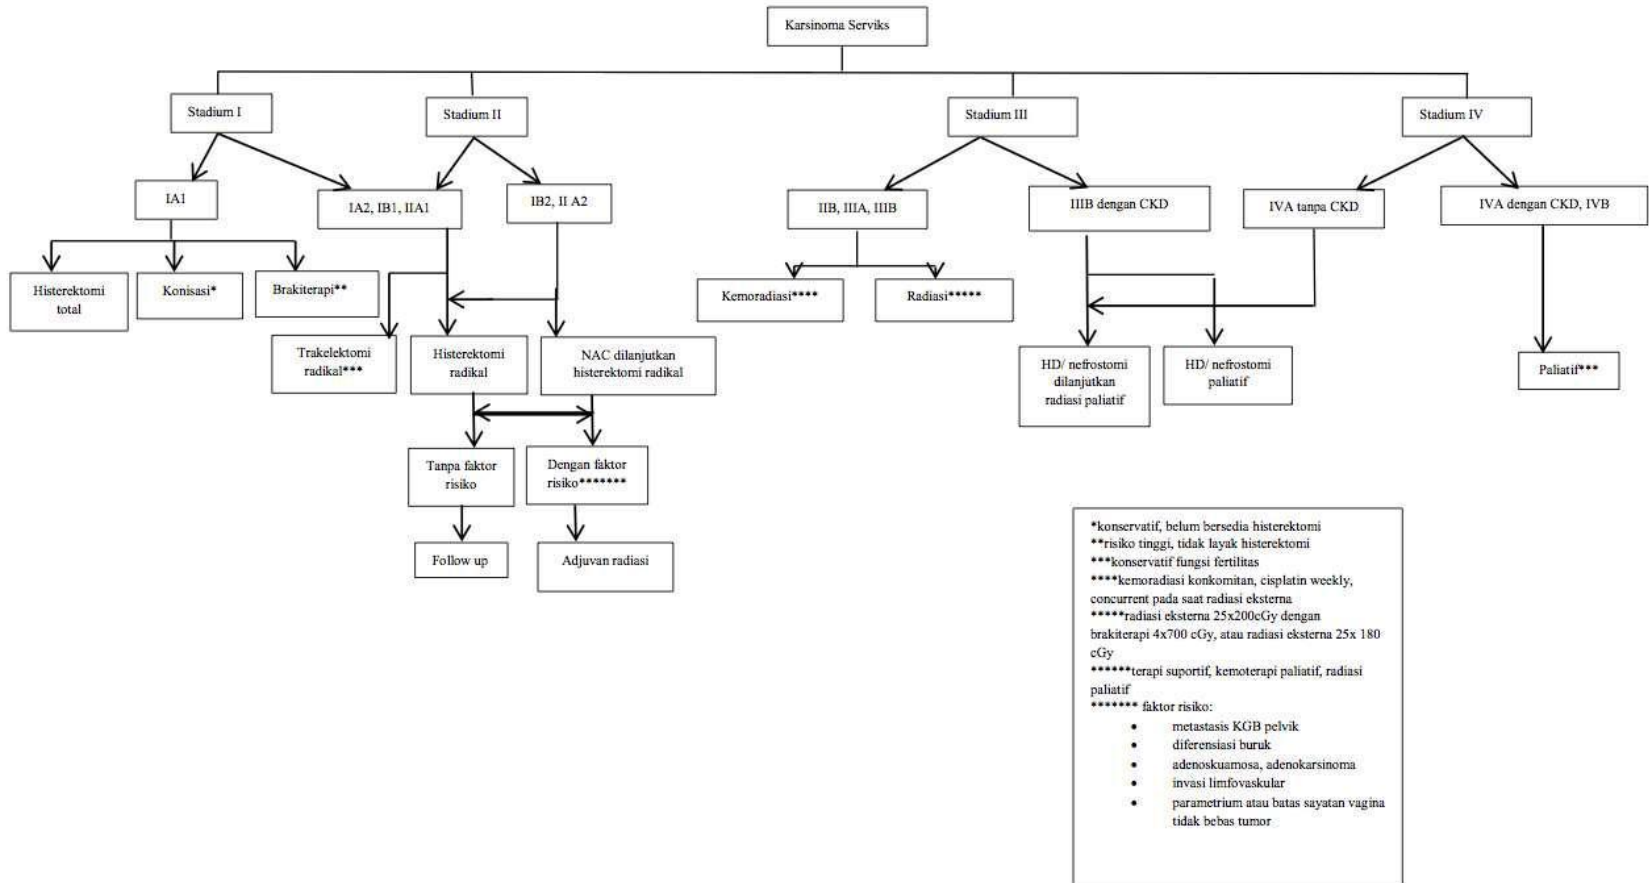 Karsinoma Serviks
Stadium I
Stadium II
Stadium III
Stadium IV
IA1
IA2, IB1, IIA1
IB2, II A2
IIB, IIIA, IIIB
IIIB dengan CKD
IVA tanpa CKD
IVA dengan CKD, IVB
Histerektomi
total
Konisasi*
Brakiterapi**
Kemoradiasi****
Radiasi*****
Trakelektomi
radikal***
Histerektomi
radikal
NAC dilanjutkan
histerektomi radikal
HD/ nefrostomi
dilanjutkan
radiasi paliatif
HD/ nefrostomi
paliatif
Paliatif***
Tanpa faktor
risiko
Dengan faktor
risiko*******
Follow up
Adjuvan radiasi
*konservatif, belum bersedia histerektomi
**risiko tinggi, tidak layak histerektomi
***konservatif fungsi fertilitas
****kemoradiasi konkomitan, cisplatin weekly,
concurrent pada saat radiasi eksterna
*****radiasi eksterna 25x200cGy dengan
brakiterapi 4x700 cGy, atau radiasi eksterna 25x 180
cGy
******terapi suportif, kemoterapi paliatif, radiasi
paliatif
******* faktor risiko:
• metastasis KGB pelvik
• diferensiasi buruk
• adenoskuamosa, adenokarsinoma
• invasi limfovaskular
• parametrium atau batas sayatan vagina
tidak bebas tumor